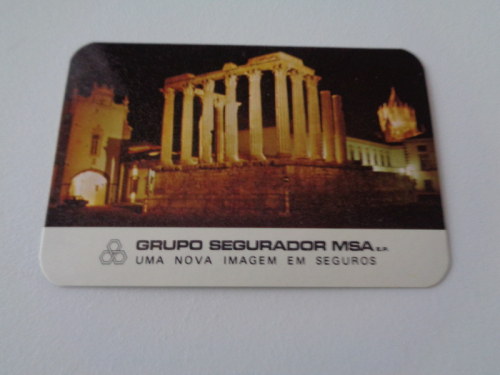 GRUPO SEGURADOR MSA E.P.
UMA NOVA IMAGEM EM SEGUROS